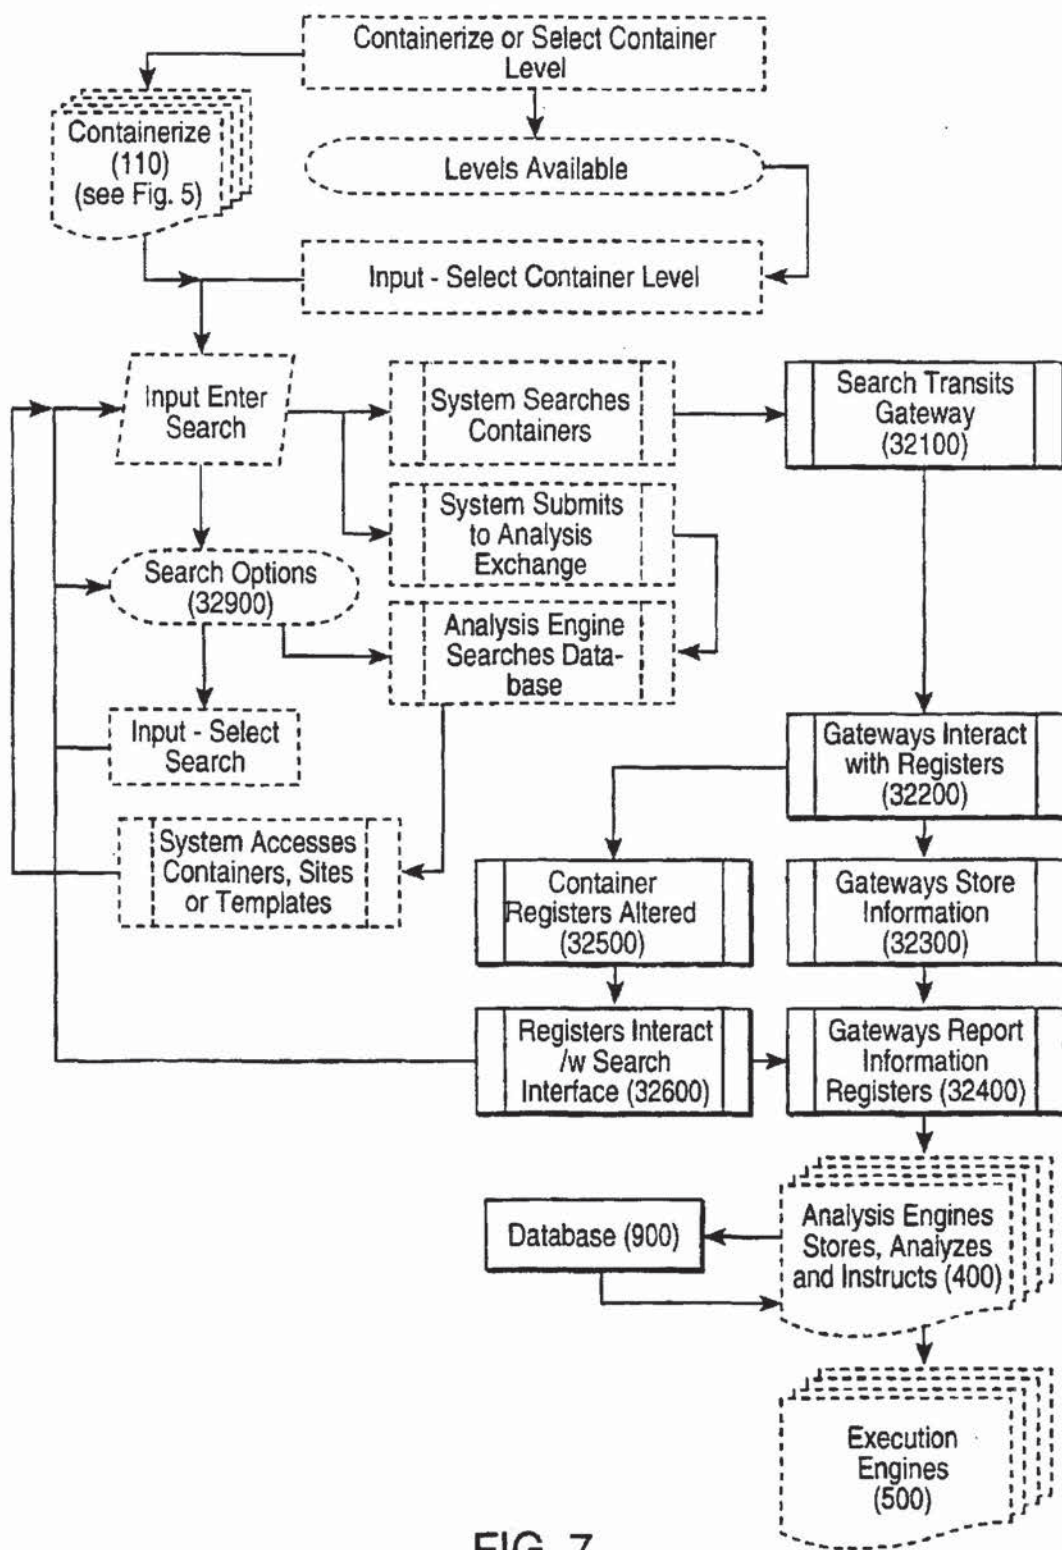 Containerize or Select Container
Level
Containerize
(110)
(see Fig. 5)
Levels Available
Input - Select Container Level
Input Enter
Search
System Searches
Containers
Search Transits
Gateway
(32100)
System Submits
to Analysis
Exchange
Search Options
(32900)
Analysis Engine
Searches Data-
base
Input - Select
Search
Gateways Interact
with Registers
(32200)
System Accesses
Containers, Sites
or Templates
Container
Registers Altered
(32500)
Gateways Store
Information
(32300)
Registers Interact
/w Search
Interface (32600)
Gateways Report
Information
Registers (32400)
Database (900)
Analysis Engines
Stores, Analyzes
and Instructs (400)
Execution
Engines
(500)
FIG. 7